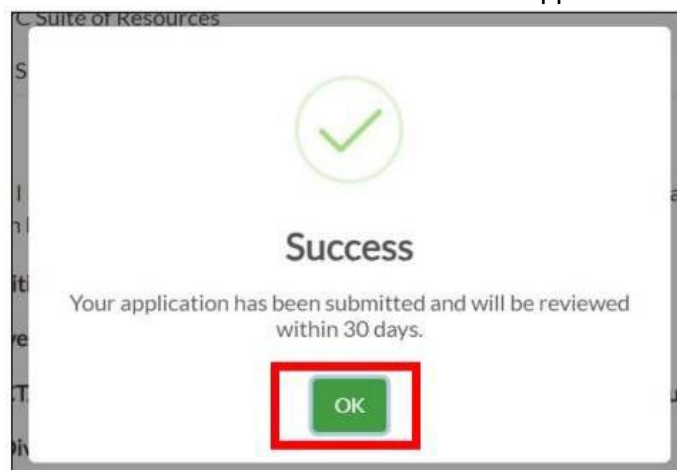 C Suite of Resources
Success
Your application has been submitted and will be reviewed
within 30 days.
OK